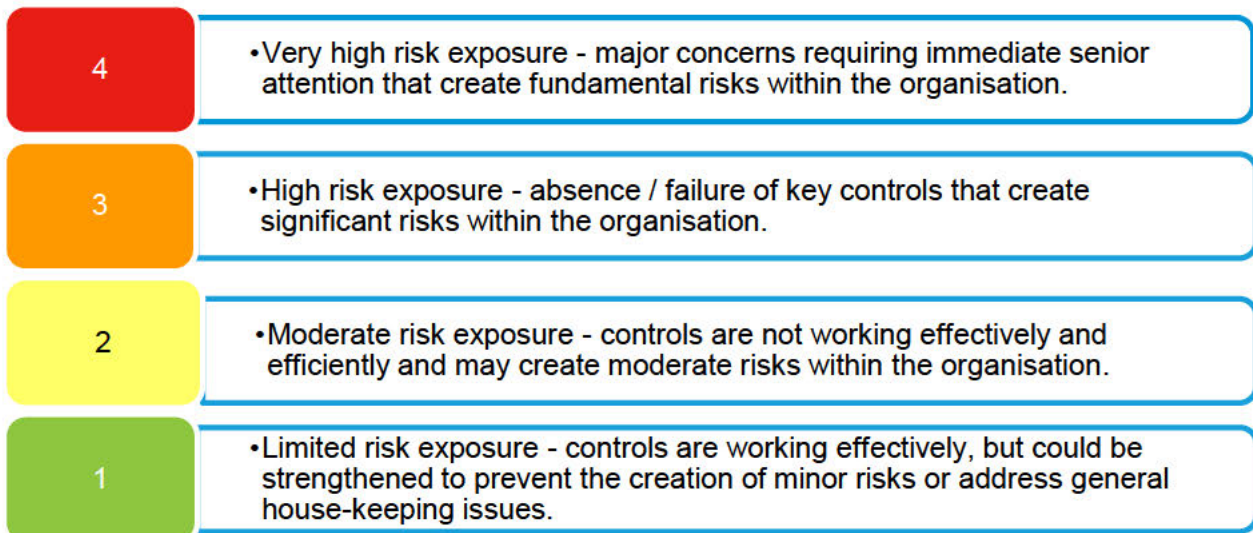 4
•Very high risk exposure - major concerns requiring immediate senior
attention that create fundamental risks within the organisation.
3
•High risk exposure - absence / failure of key controls that create
significant risks within the organisation.
2
•Moderate risk exposure - controls are not working effectively and
efficiently and may create moderate risks within the organisation.
1
•Limited risk exposure - controls are working effectively, but could be
strengthened to prevent the creation of minor risks or address general
house-keeping issues.